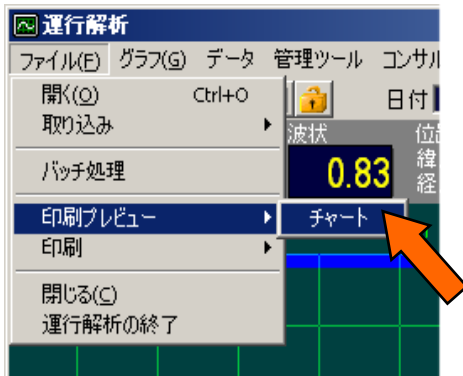 運行解析
ファイル(F) グラフ(G) データ 管理ツール コンサル
開く(O) Ctrl+O
取り込み
バッチ処理
印刷プレビュー
チャート
印刷
閉じる(C)
運行解析の終了
日付
波状
0.83
緯
経